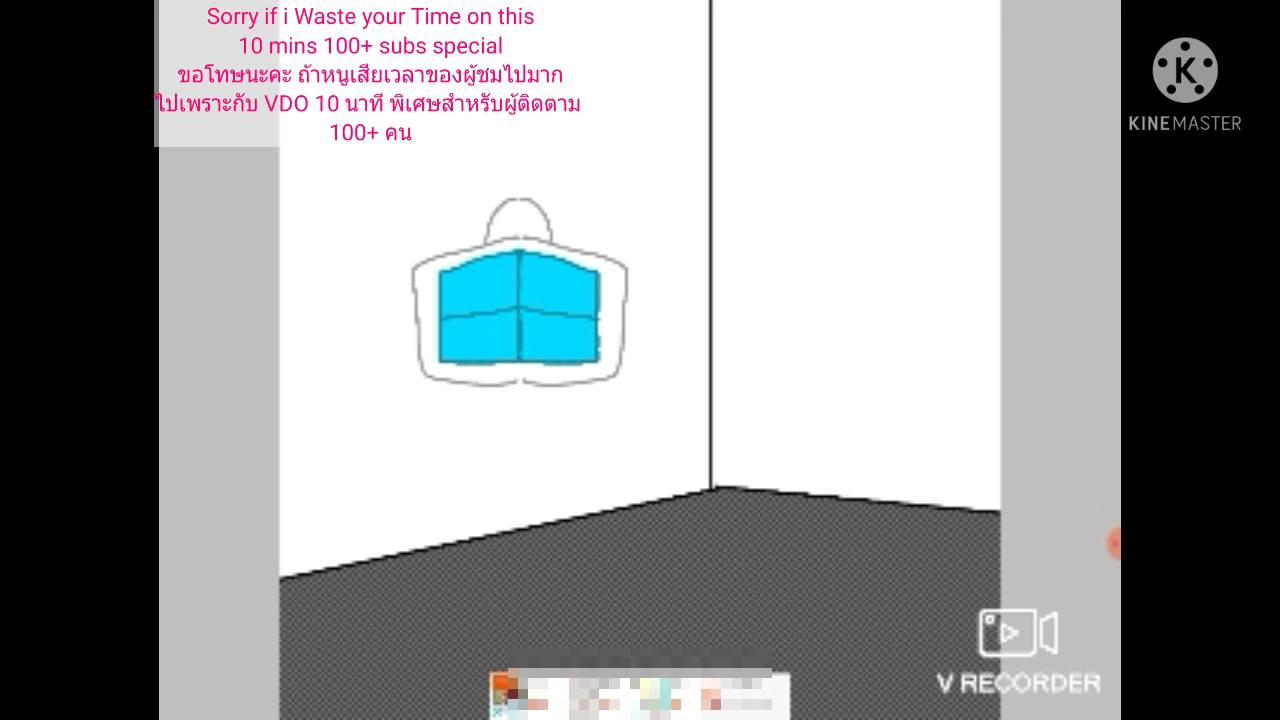 Sorry if i Waste your Time on this
10 mins 100+ subs special
ขอโทษนะคะ ถ้าหนูเสียเวลาของผู้ชมไปมาก
ไปเพราะกับ VDO 10 นาที พิเศษสำหรับผู้ติดตาม
100+ คน
K
KINEMASTER
V RECORDER